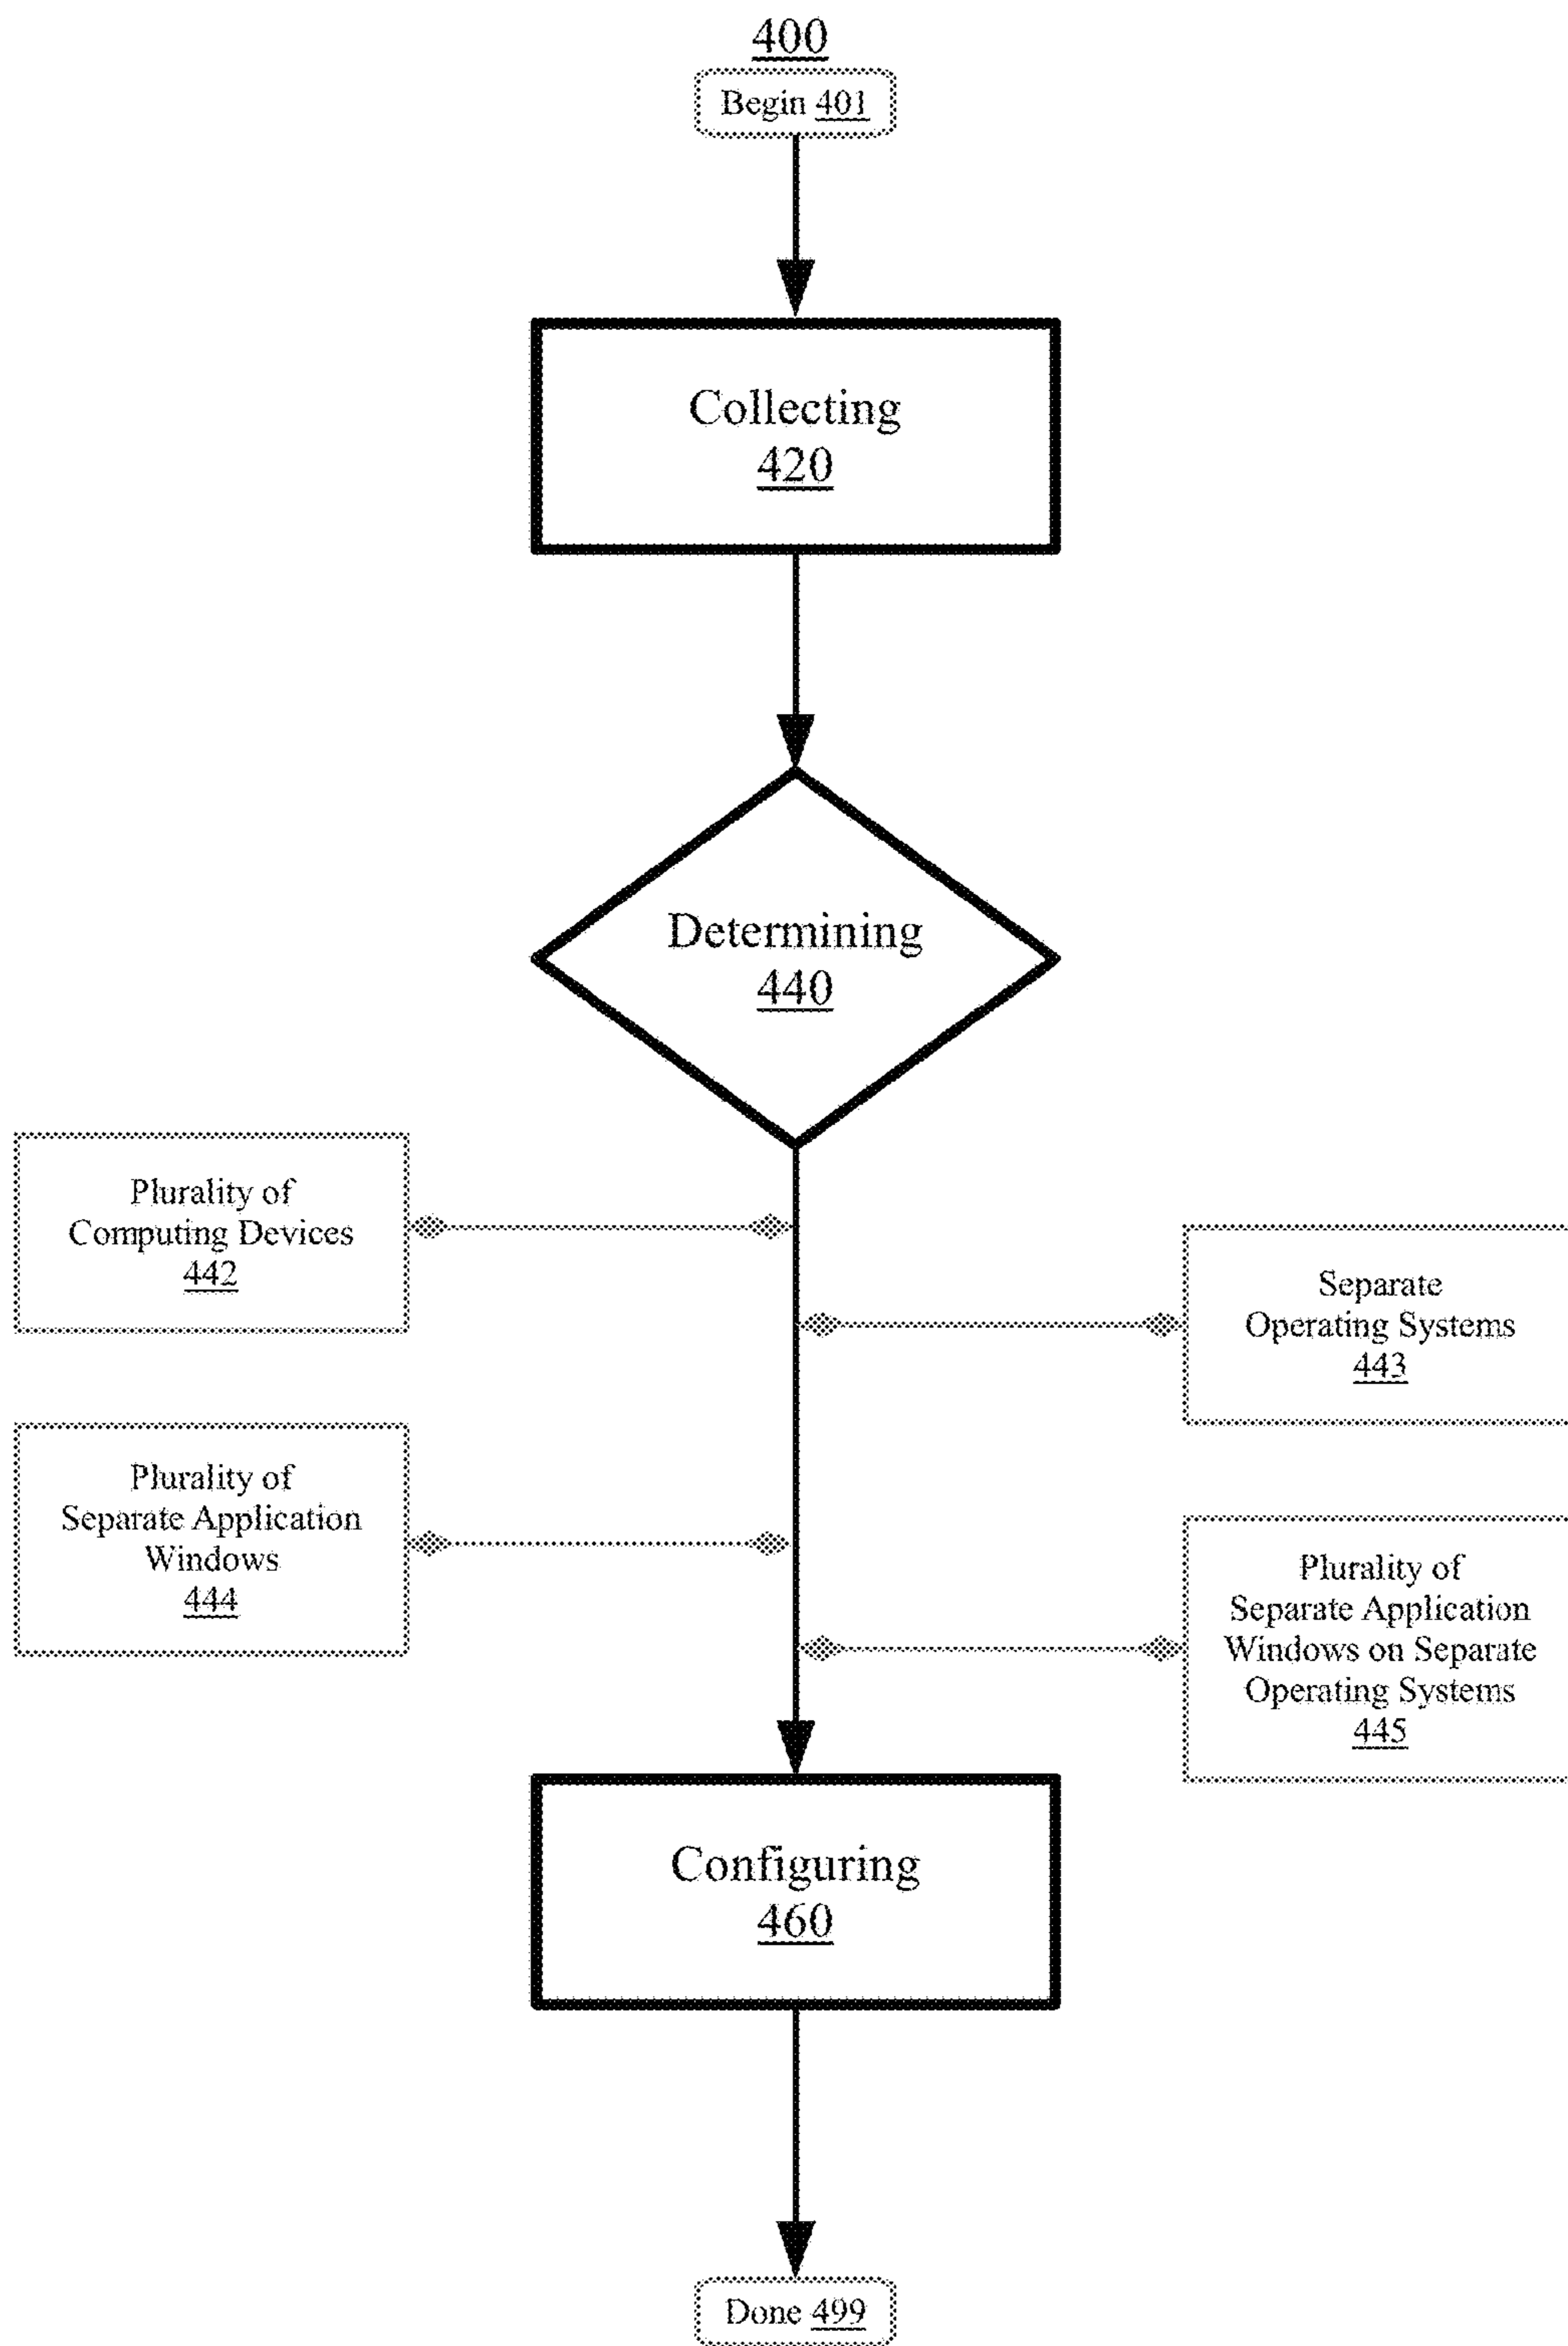 400
Begin 401
Collecting
420
Determining
440
Plurality of
Computing Devices
442
Separate
Operating Systems
443
Plurality of
Separate Application
Windows
444
Plurality of
Separate Application
Windows on Separate
Operating Systems
445
Configuring
460
Done 499